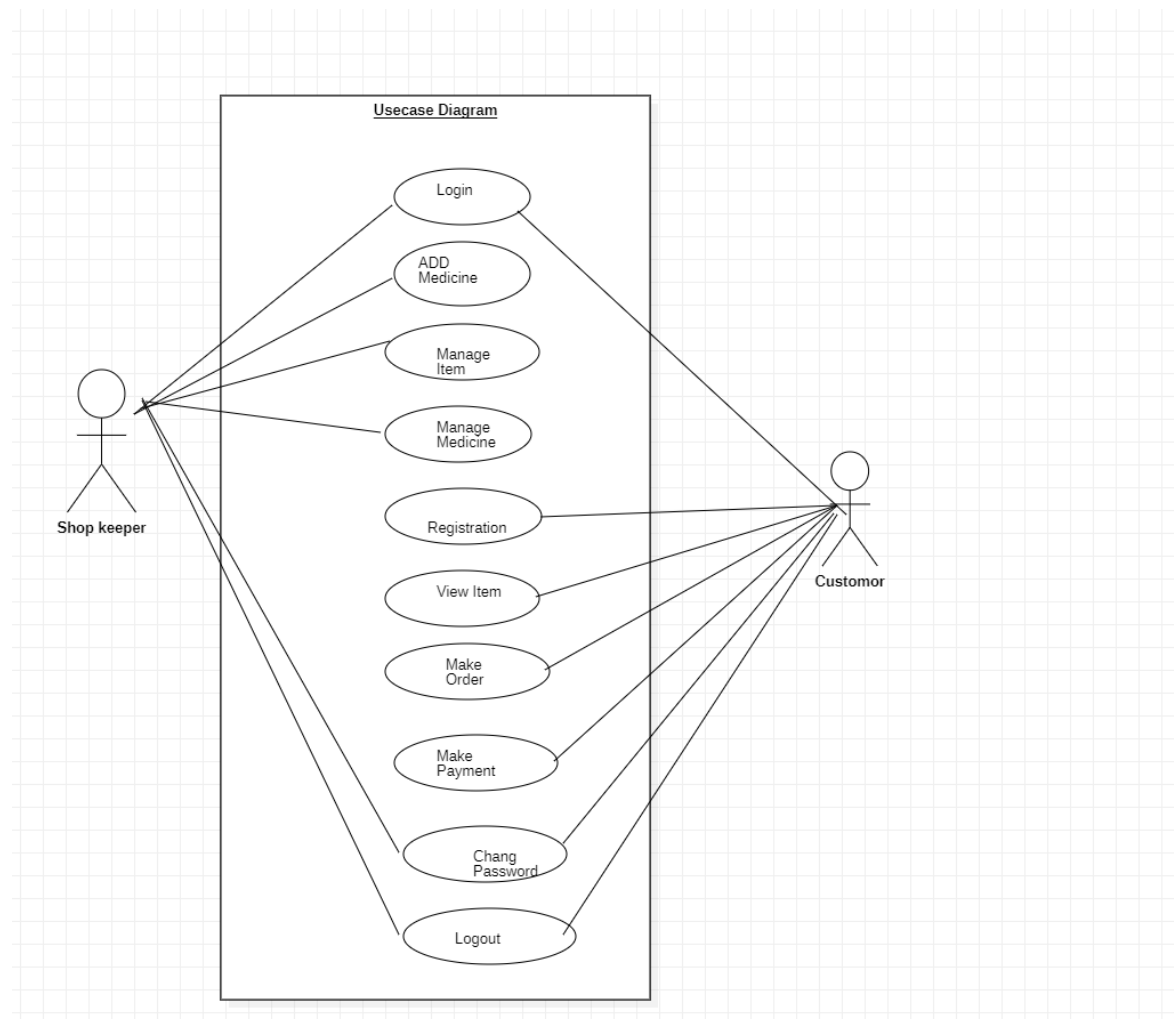 Usecase Diagram
Login
ADD
Medicine
Manage
Item
Manage
Medicine
Shop keeper
Registration
Customor
View Item
Make
Order
Make
Payment
Chang
Password
Logout